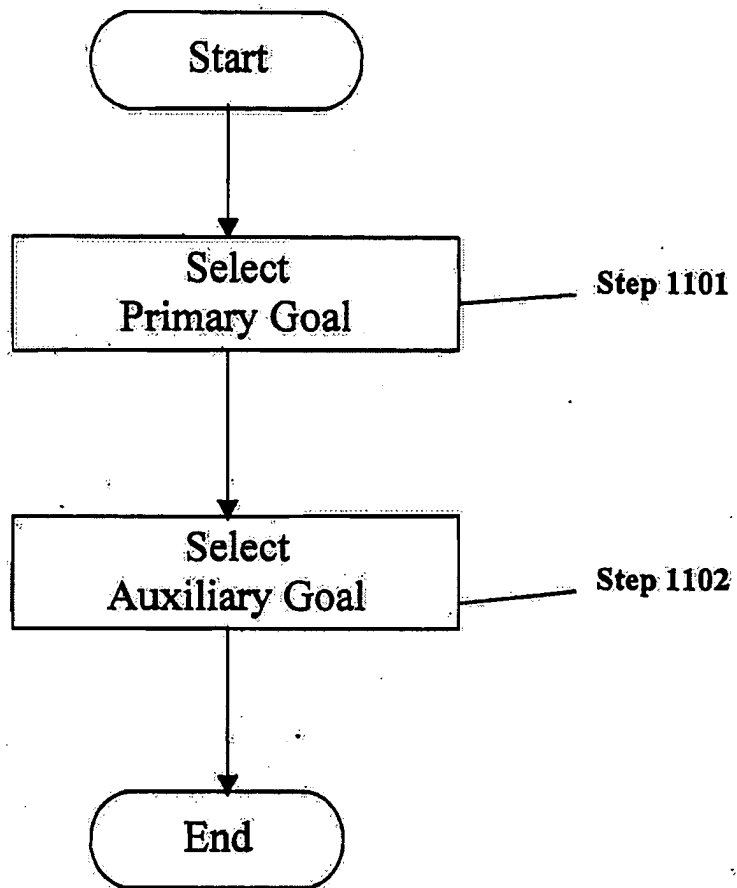 Start
Select
Primary Goal
Step 1101
Select
Auxiliary Goal
Step 1102
End